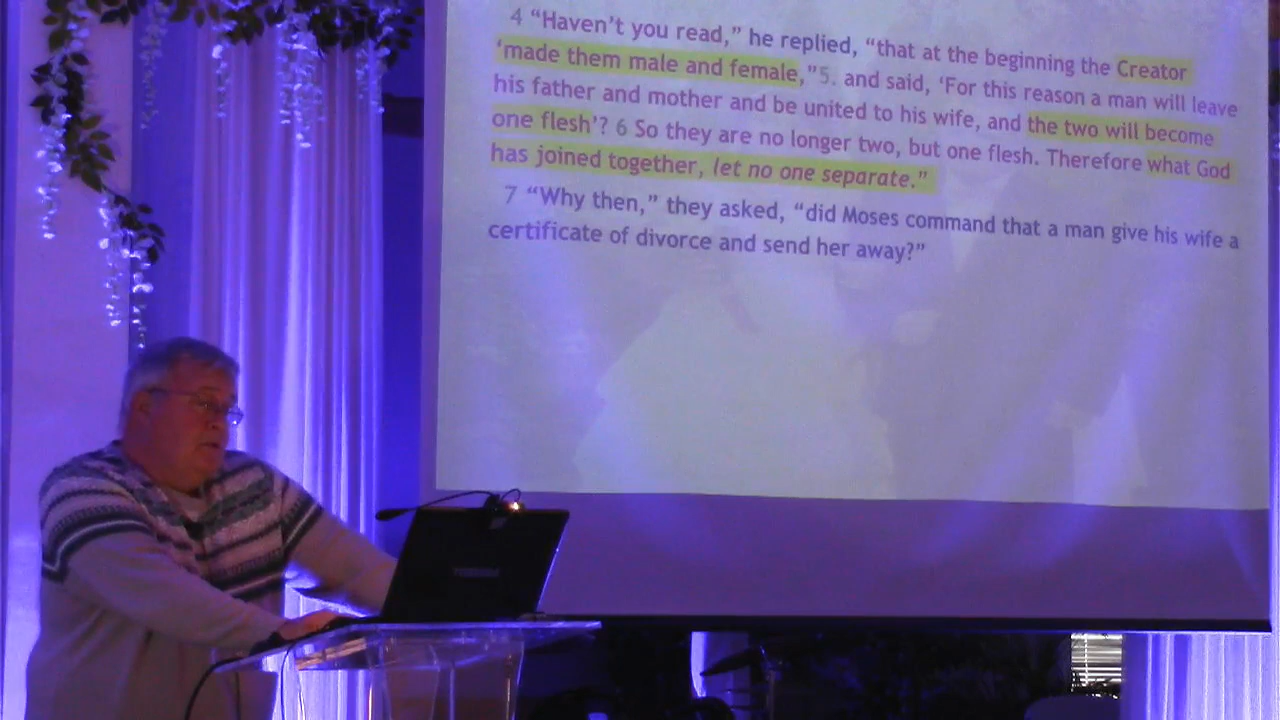 4 “Haven’t you read,” he replied, “that at the beginning the Creator
‘made them male and female,”5. and said, ‘For this reason a man will leave
his father and mother and be united to his wife, and the two will become
one flesh’? 6 So they are no longer two, but one flesh. Therefore what God
has joined together, let no one separate.”
7 “Why then,” they asked, “did Moses command that a man give his wife a
certificate of divorce and send her away?”